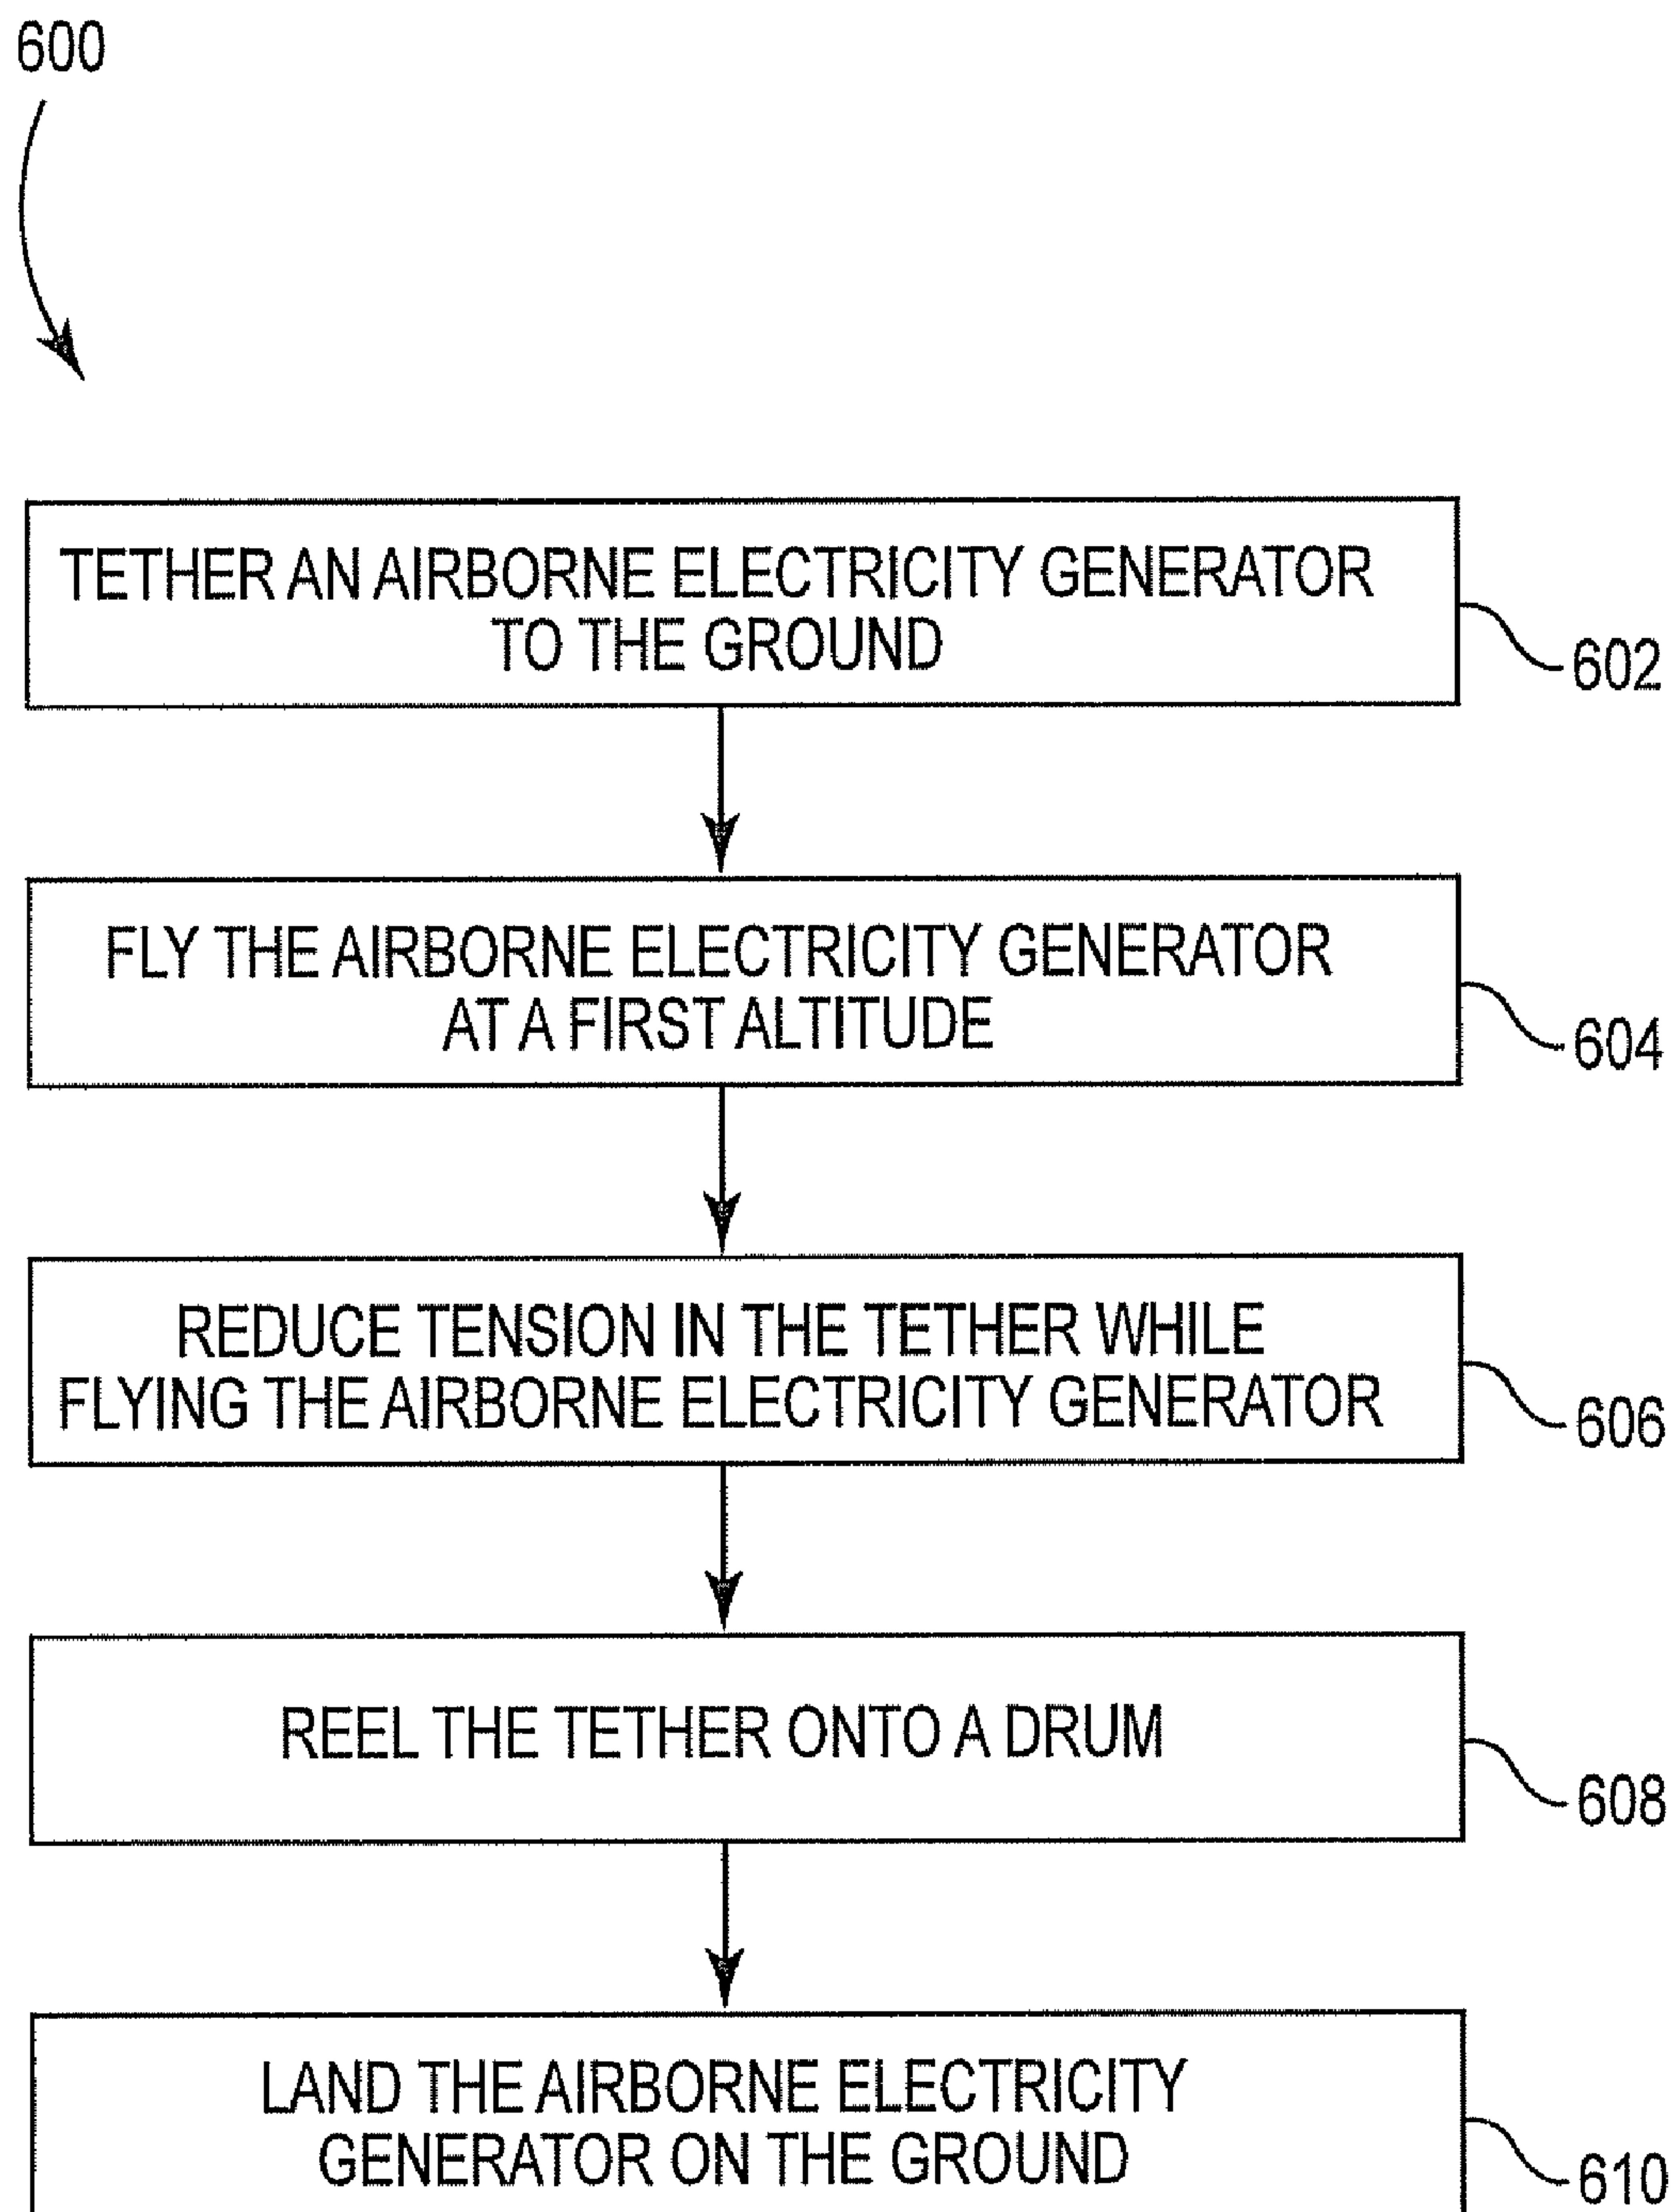 600
TETHER AN AIRBORNE ELECTRICITY GENERATOR
TO THE GROUND
602
FLY THE AIRBORNE ELECTRICITY GENERATOR
AT A FIRST ALTITUDE
604
REDUCE TENSION IN THE TETHER WHILE
FLYING THE AIRBORNE ELECTRICITY GENERATOR
606
REEL THE TETHER ONTO A DRUM
608
LAND THE AIRBORNE ELECTRICITY
GENERATOR ON THE GROUND
610